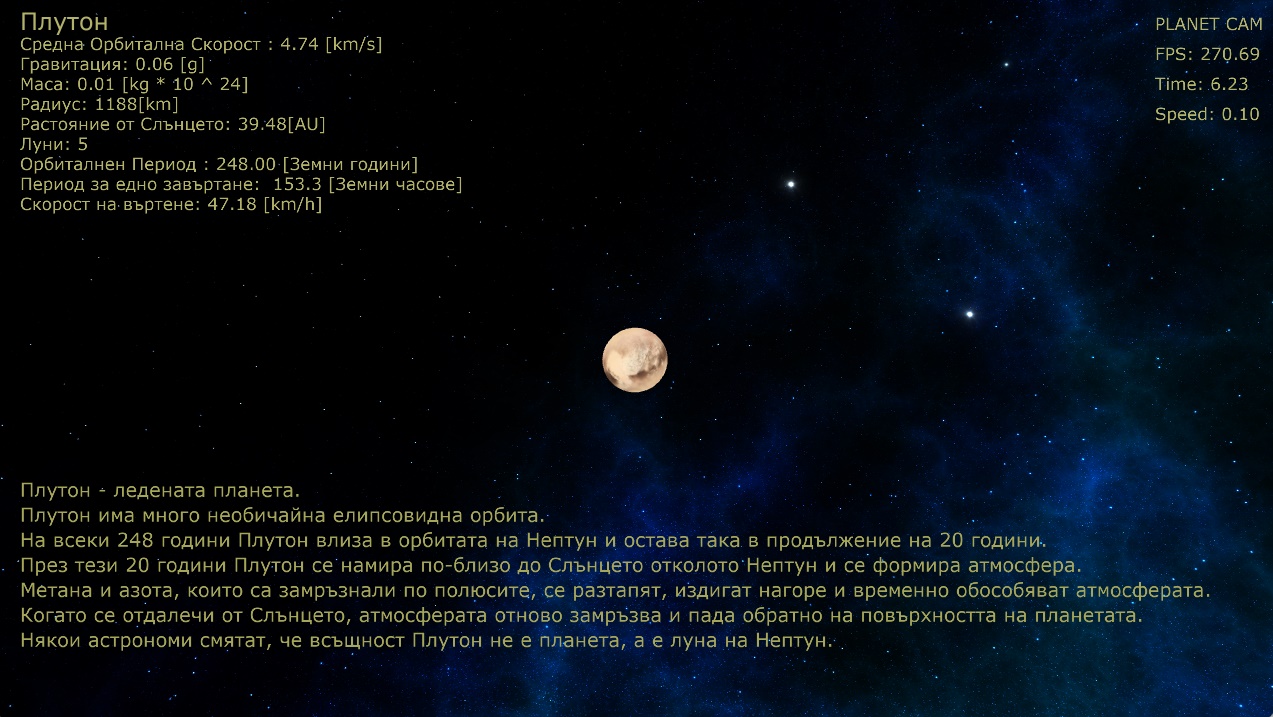 Плутон
Средна Орбитална Скорост : 4.74 [km/s]
Гравитация: 0.06 [g]
Маса: 0.01 [kg * 10 ^ 24]
Радиус: 1188[km]
Растояние от Слънцето: 39.48[AU]
Луни: 5
Орбиталнен Период : 248.00 [Земни години]
Период за едно завъртане:  153.3 [Земни часове]
Скорост на въртене: 47.18 [km/h]
PLANET CAM
FPS: 270.69
Time: 6.23
Speed: 0.10
Плутон - ледената планета.
Плутон има много необичайна елипсовидна орбита.
На всеки 248 години Плутон влиза в орбитата на Нептун и остава така в продължение на 20 години.
През тези 20 години Плутон се намира по-близо до Слънцето отколото Нептун и се формира атмосфера.
Метана и азота, които са замръзнали по полюсите, се разтапят, издигат нагоре и временно обособяват атмосферата.
Когато се отдалечи от Слънцето, атмосферата отново замръзва и пада обратно на повърхността на планетата.
Някои астрономи смятат, че всъщност Плутон не е планета, а е луна на Нептун.